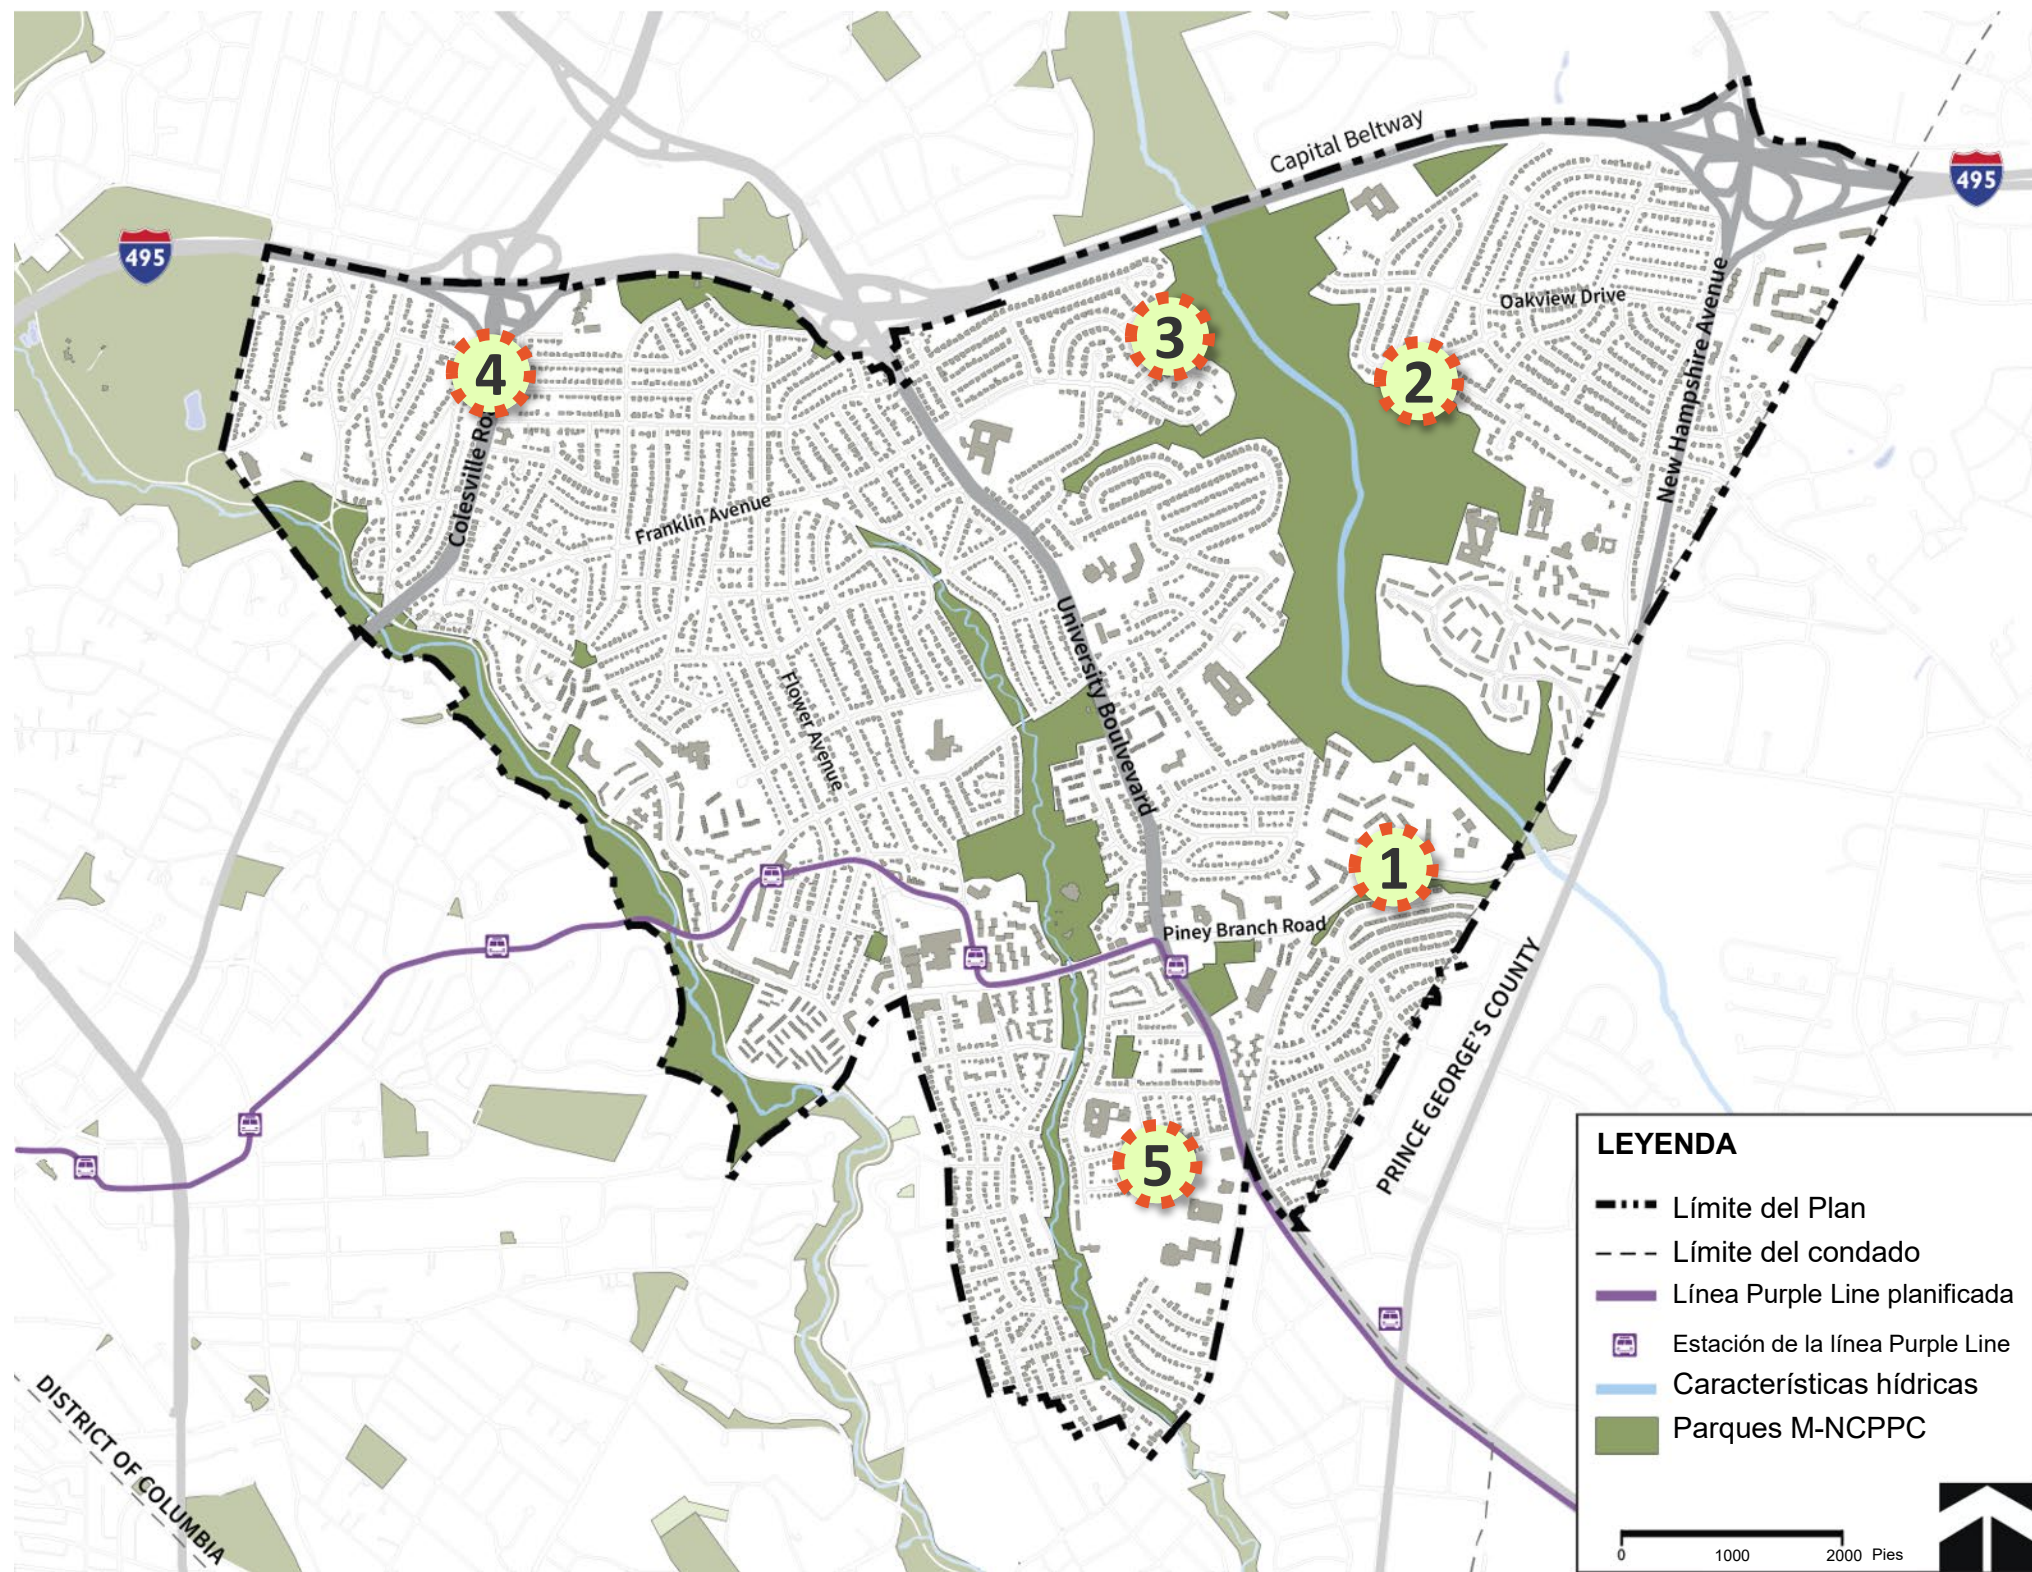 Capital Beltway
495
495
Oakview Drive
New Hampshire Avenue
3
2
4
Colesville Ro
Franklin Avenue
University Boulvevard
Flower Avenue
1
Piney Branch Road
PRINCE GEORGE'S COUNTY
5
DISTRICT OF COLUMBIA
LEYENDA
Límite del Plan
Límite del condado
Línea Purple Line planificada
Estación de la línea Purple Line
Características hídricas
Parques M-NCPPC
0 1000 2000 Pies